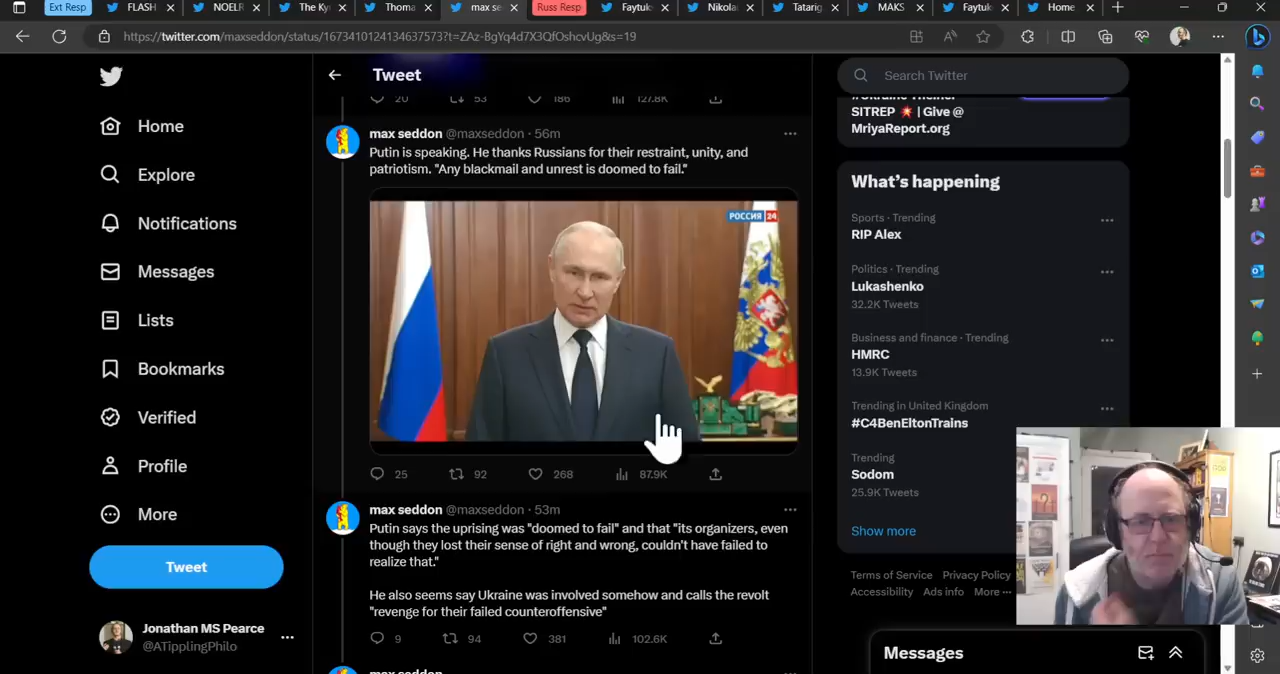 Ext Resp
FLASH
NOELR
The Ky
Thoma
max se
Russ Resp
Faytuk
Nikola
Tatarig
MAKS
Faytuk
Home
https://twitter.com/maxseddon/status/1673410124134637573?t=ZAz-BgYq4d7X3QfOshcvUg&s=19
Home
Explore
Notifications
Messages
Lists
Bookmarks
Verified
Profile
More
Tweet
Jonathan MS Pearce
@ATipplingPhilo
Tweet
20 53 186 127.8K
max seddon @maxseddon · 56m
Putin is speaking. He thanks Russians for their restraint, unity, and
patriotism. "Any blackmail and unrest is doomed to fail."
РОССИЯ 24
25 92 268 87.9K
max seddon @maxseddon · 53m
Putin says the uprising was "doomed to fail" and that "its organizers, even
though they lost their sense of right and wrong, couldn't have failed to
realize that."
He also seems say Ukraine was involved somehow and calls the revolt
"revenge for their failed counteroffensive"
9 94 381 102.6K
max seddon
Search Twitter
SITREP 💥 | Give @
MriyaReport.org
What's happening
Sports · Trending
RIP Alex
Politics · Trending
Lukashenko
32.2K Tweets
Business and finance · Trending
HMRC
13.9K Tweets
Trending in United Kingdom
#C4BenEltonTrains
Trending
Sodom
25.9K Tweets
Show more
Terms of Service Privacy Policy
Accessibility Ads info More ···
Messages